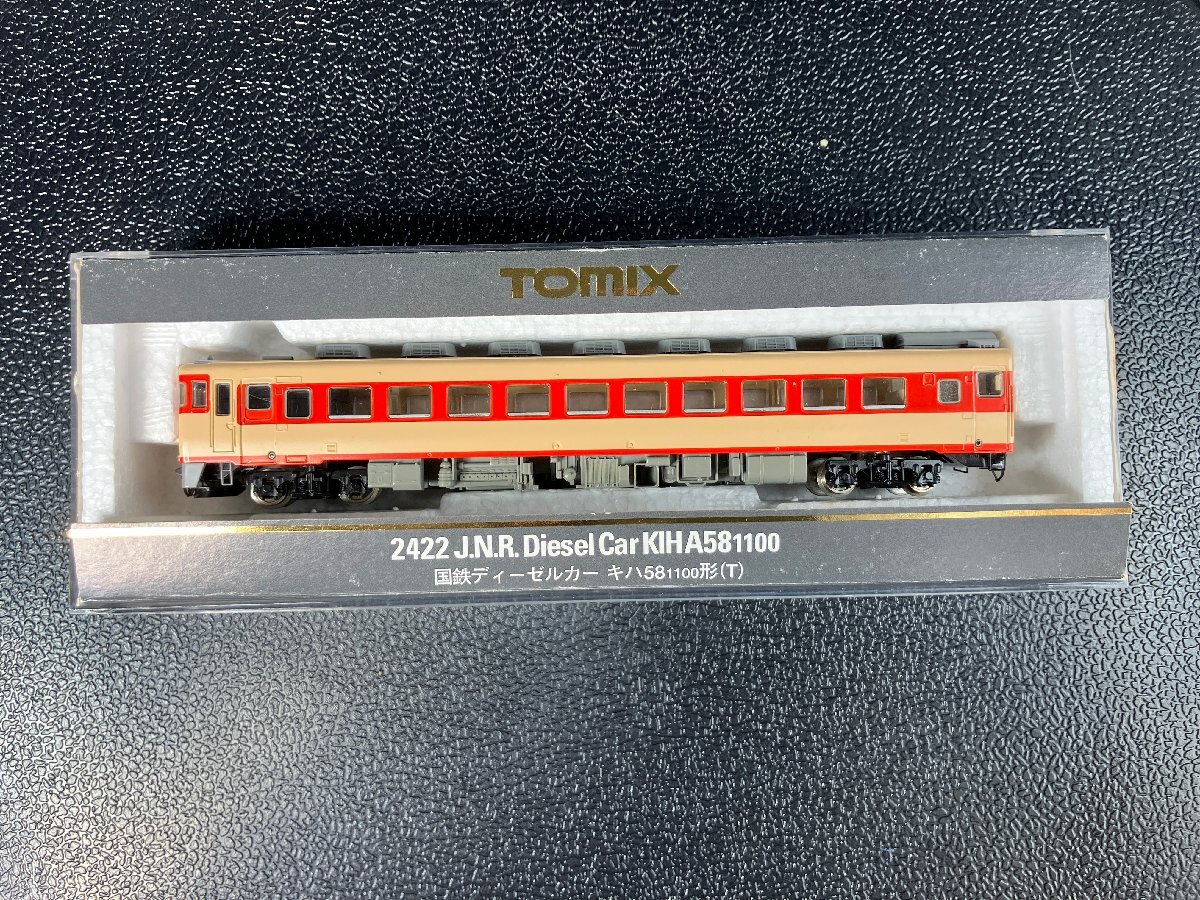 TOMIX
2422 J.N.R. Diesel Car KIHA581100
国鉄ディーゼルカー キハ581100形(T)